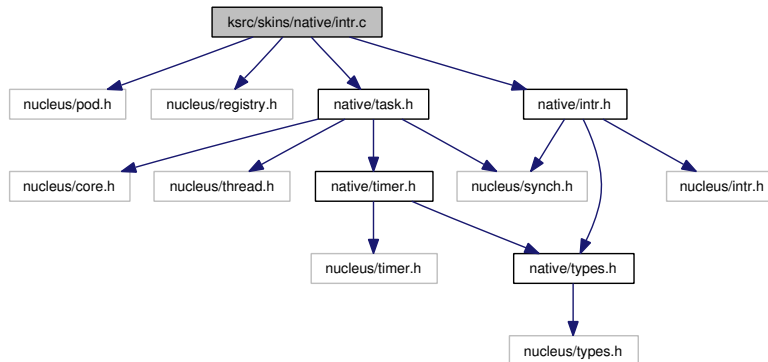 ksrc/skins/native/intr.c
nucleus/pod.h
nucleus/registry.h
native/task.h
native/intr.h
nucleus/core.h
nucleus/thread.h
native/timer.h
nucleus/synch.h
nucleus/intr.h
nucleus/timer.h
native/types.h
nucleus/types.h